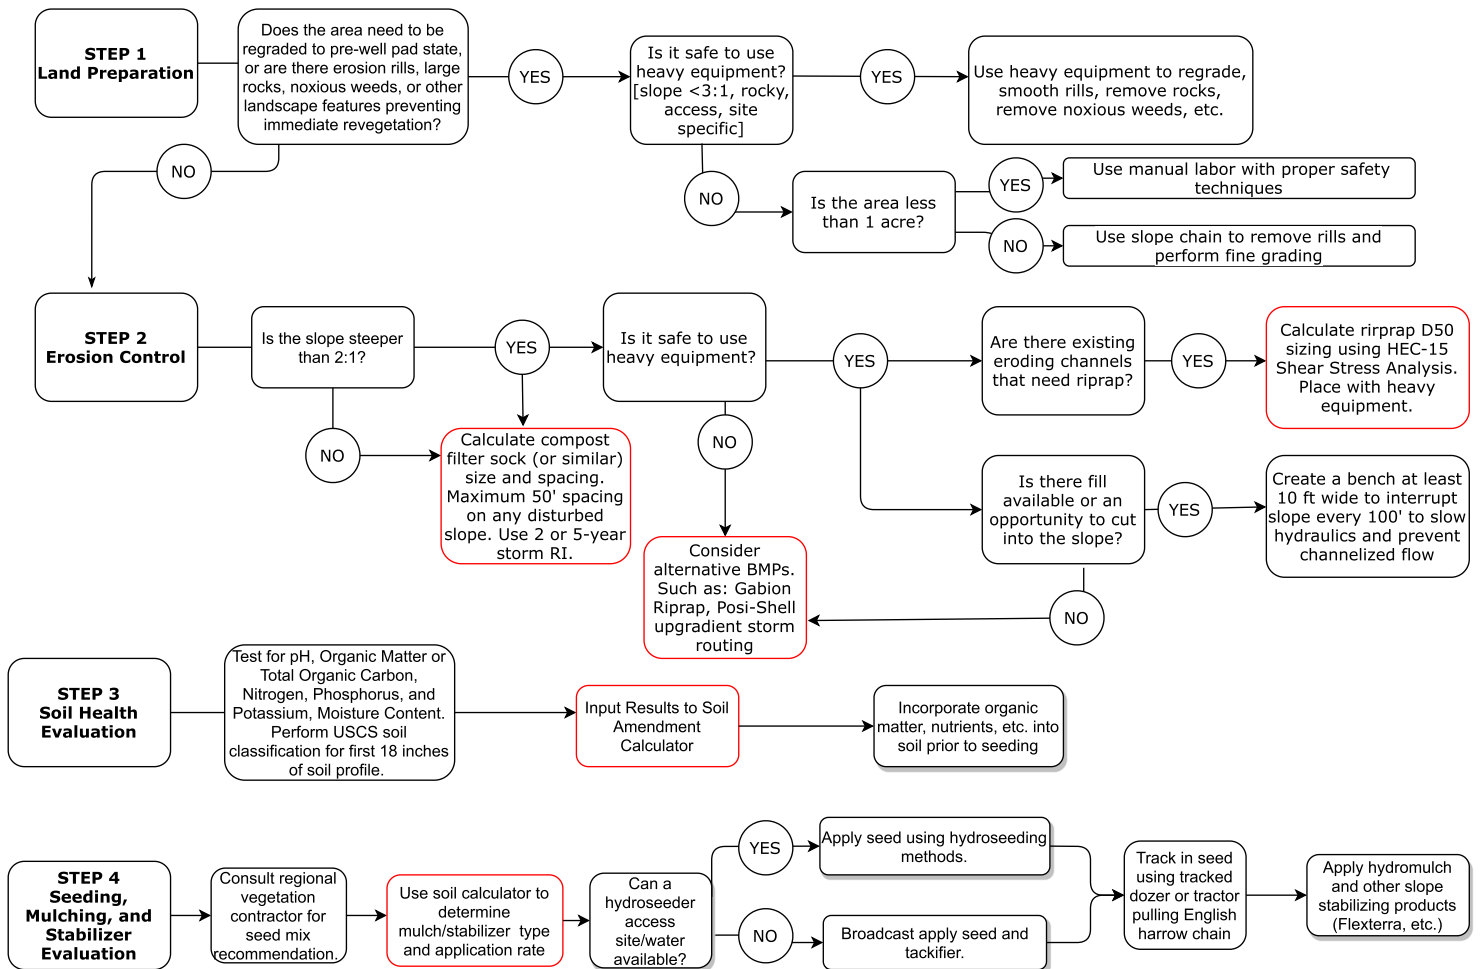 STEP 1
Land Preparation
Does the area need to be
regraded to pre-well pad state,
or are there erosion rills, large
rocks, noxious weeds, or other
landscape features preventing
immediate revegetation?
YES
Is it safe to use
heavy equipment?
[slope <3:1, rocky,
access, site
specific]
YES
Use heavy equipment to regrade,
smooth rills, remove rocks,
remove noxious weeds, etc.
NO
NO
Is the area less
than 1 acre?
YES
Use manual labor with proper safety
techniques
NO
Use slope chain to remove rills and
perform fine grading
STEP 2
Erosion Control
Is the slope steeper
than 2:1?
YES
Is it safe to use
heavy equipment?
YES
Are there existing
eroding channels
that need riprap?
YES
Calculate rirprap D50
sizing using HEC-15
Shear Stress Analysis.
Place with heavy
equipment.
NO
Calculate compost
filter sock (or similar)
size and spacing.
Maximum 50' spacing
on any disturbed
slope. Use 2 or 5-year
storm RI.
NO
Is there fill
available or an
opportunity to cut
into the slope?
YES
Create a bench at least
10 ft wide to interrupt
slope every 100' to slow
hydraulics and prevent
channelized flow
Consider
alternative BMPs.
Such as: Gabion
Riprap, Posi-Shell
upgradient storm
routing
NO
STEP 3
Soil Health
Evaluation
Test for pH, Organic Matter or
Total Organic Carbon,
Nitrogen, Phosphorus, and
Potassium, Moisture Content.
Perform USCS soil
classification for first 18 inches
of soil profile.
Input Results to Soil
Amendment
Calculator
Incorporate organic
matter, nutrients, etc. into
soil prior to seeding
STEP 4
Seeding,
Mulching, and
Stabilizer
Evaluation
Consult regional
vegetation
contractor for
seed mix
recommendation.
Use soil calculator to
determine
mulch/stabilizer type
and application rate
Can a
hydroseeder
access
site/water
available?
YES
Apply seed using hydroseeding
methods.
NO
Broadcast apply seed and
tackifier.
Track in seed
using tracked
dozer or tractor
pulling English
harrow chain
Apply hydromulch
and other slope
stabilizing products
(Flexterra, etc.)